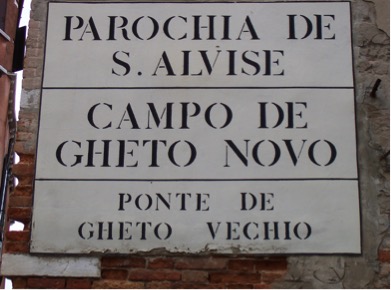 PAROCHIA DE
S. ALVISE
CAMPO DE
GHETO NOVO
PONTE DE
GHETO VECHIO